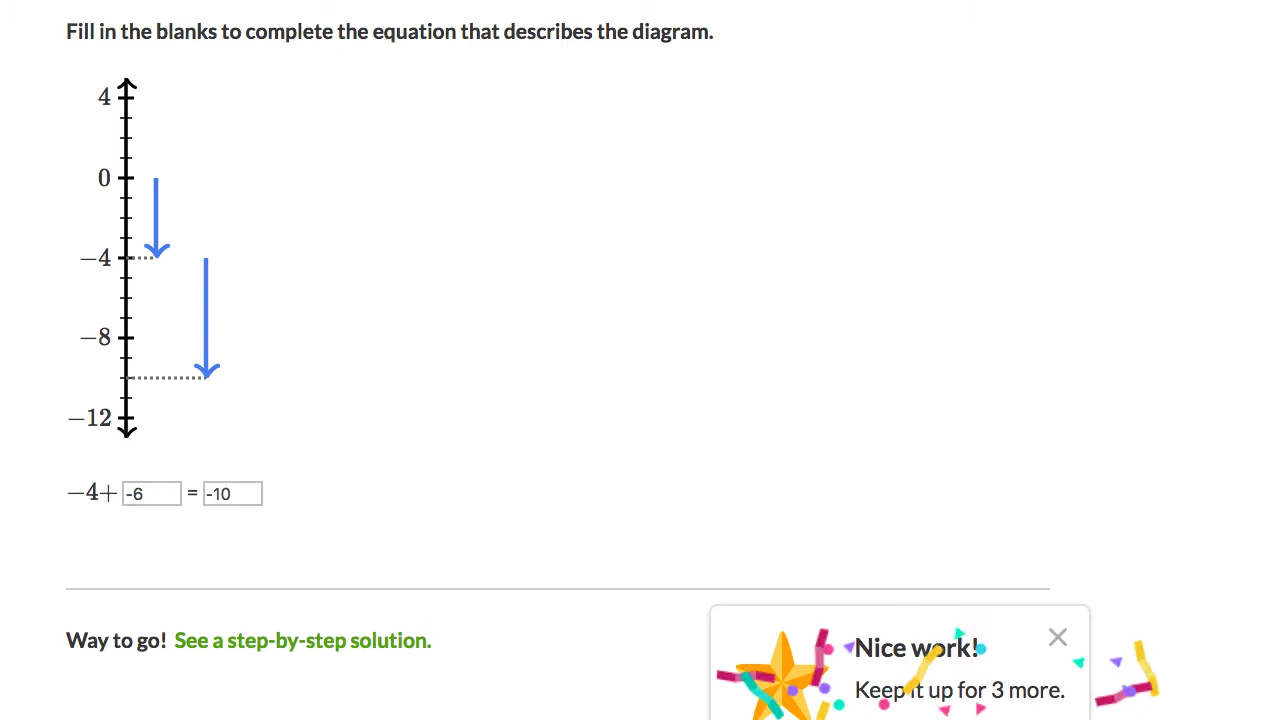 Fill in the blanks to complete the equation that describes the diagram.
4
0
−4
−8
−12
−4+ -6 = -10
Way to go! See a step-by-step solution.
Nice work!
Keep it up for 3 more.